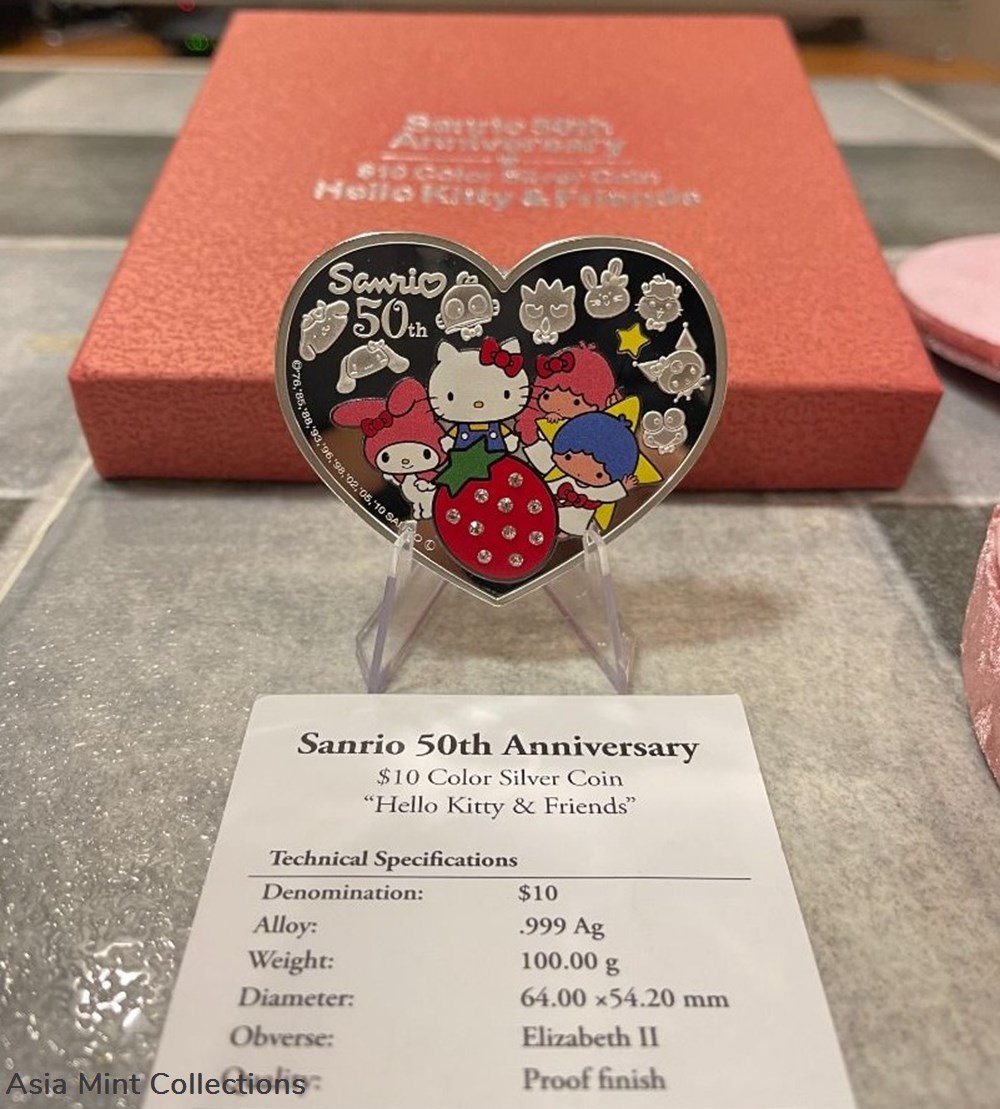 Sanrio 50th
Anniversary
$10 Color Silver Coin
Hello Kitty & Friends
Sanrio
50th
©'76,'85,'88,'93,'96,'98,'02,'05,'10 SANRIO ©
Sanrio 50th Anniversary
$10 Color Silver Coin
“Hello Kitty & Friends”
Technical Specifications
Denomination: $10
Alloy: .999 Ag
Weight: 100.00 g
Diameter: 64.00 ×54.20 mm
Obverse: Elizabeth II
Quality: Proof finish
Asia Mint Collections